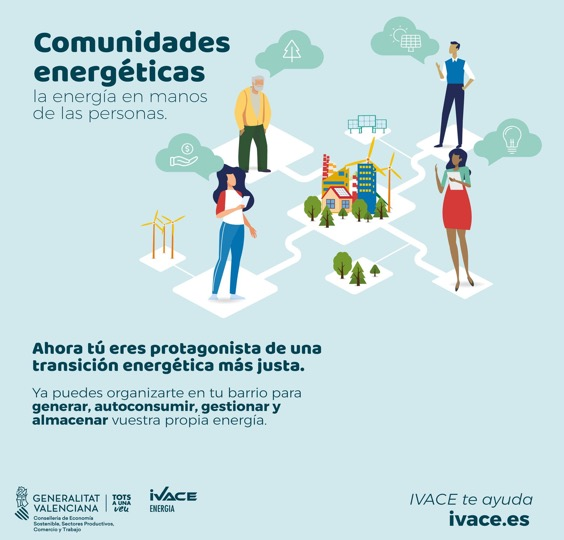 Comunidades
energéticas
la energía en manos
de las personas.
Ahora tú eres protagonista de una
transición energética más justa.
Ya puedes organizarte en tu barrio para
generar, autoconsumir, gestionar y
almacenar vuestra propia energía.
GENERALITAT
VALENCIANA
Conselleria de Economía
Sostenible, Sectores Productivos,
Comercio y Trabajo
TOTS
A UNA
veu
iVACE
ENERGIA
IVACE te ayuda
ivace.es